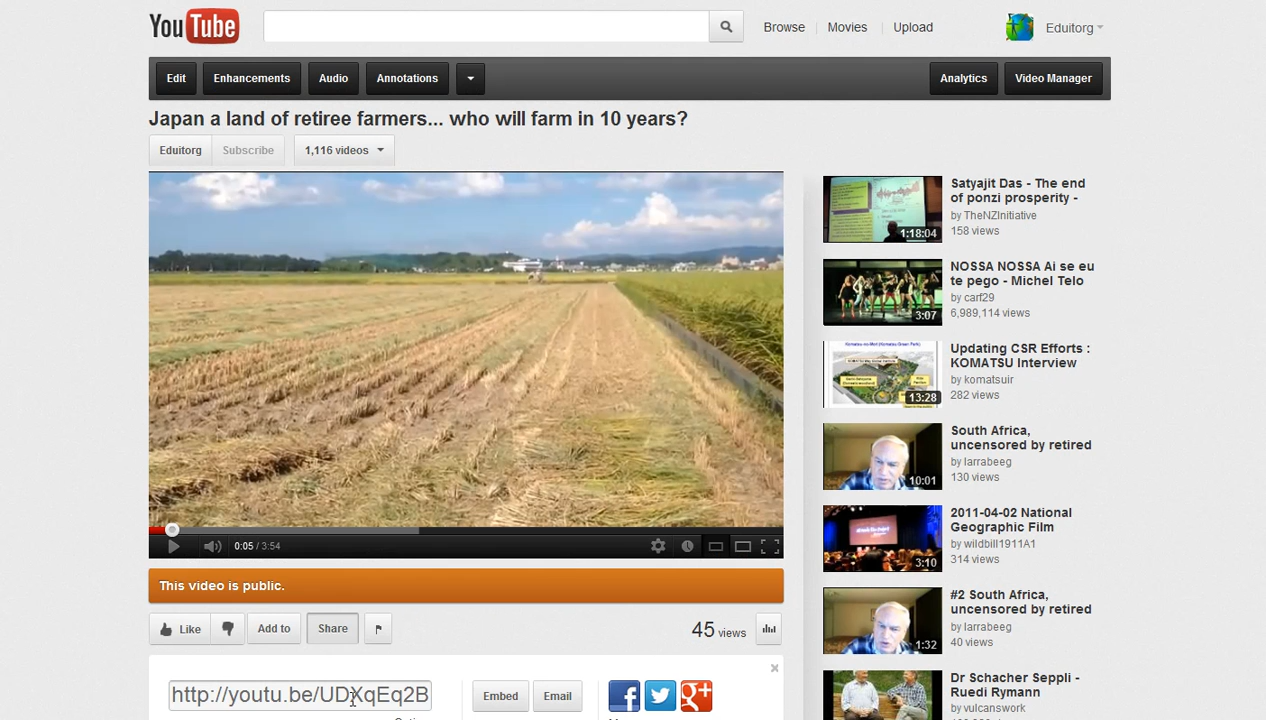 YouTube
Browse
Movies
Upload
Eduitorg
Edit
Enhancements
Audio
Annotations
Analytics
Video Manager
Japan a land of retiree farmers... who will farm in 10 years?
Eduitorg
Subscribe
1,116 videos
0:05 / 3:54
This video is public.
Like
Add to
Share
45 views
http://youtu.be/UDXqEq2B
Embed
Email
1:18:04
Satyajit Das - The end
of ponzi prosperity -
by TheNZInitiative
158 views
3:07
NOSSA NOSSA Ai se eu
te pego - Michel Telo
by carf29
6,989,114 views
13:28
Updating CSR Efforts :
KOMATSU Interview
by komatsuir
282 views
10:01
South Africa,
uncensored by retired
by larrabeeg
130 views
3:10
2011-04-02 National
Geographic Film
by wildbill1911A1
314 views
1:32
#2 South Africa,
uncensored by retired
by larrabeeg
40 views
Dr Schacher Seppli -
Ruedi Rymann
by vulcanswork